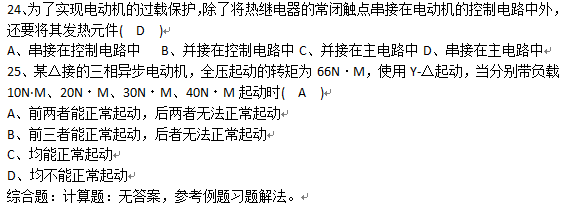 24、为了实现电动机的过载保护,除了将热继电器的常闭触点串接在电动机的控制电路中外，
还要将其发热元件(   D   )
A、串接在控制电路中     B、并接在控制电路中 C、并接在主电路中 D、串接在主电路中
25、某△接的三相异步电动机，全压起动的转矩为 66N·M，使用 Y-△起动，当分别带负载
10N·M、20N·M、30N·M、40N·M 起动时(   A   )
A、前两者能正常起动，后两者无法正常起动
B、前三者能正常起动，后者无法正常起动
C、均能正常起动
D、均不能正常起动
综合题：计算题：无答案，参考例题习题解法。